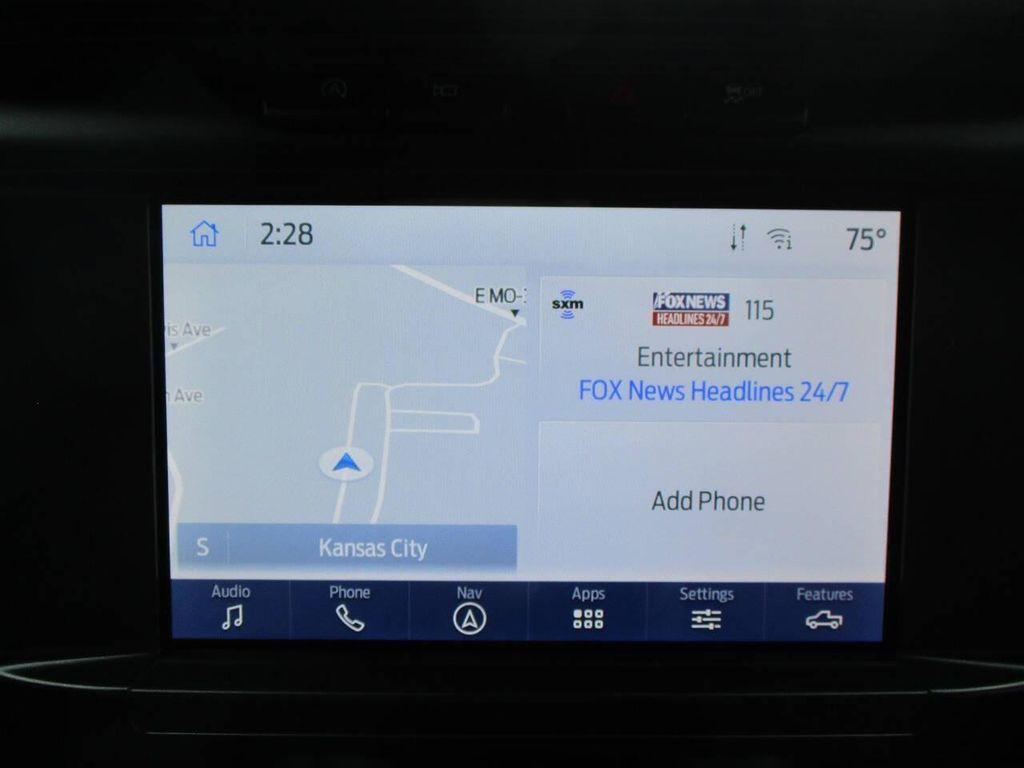 2:28
75°
E MO-
is Ave
Ave
S
Kansas City
sxm
FOX NEWS
HEADLINES 24/7
115
Entertainment
FOX News Headlines 24/7
Add Phone
Audio
Phone
Nav
Apps
Settings
Features